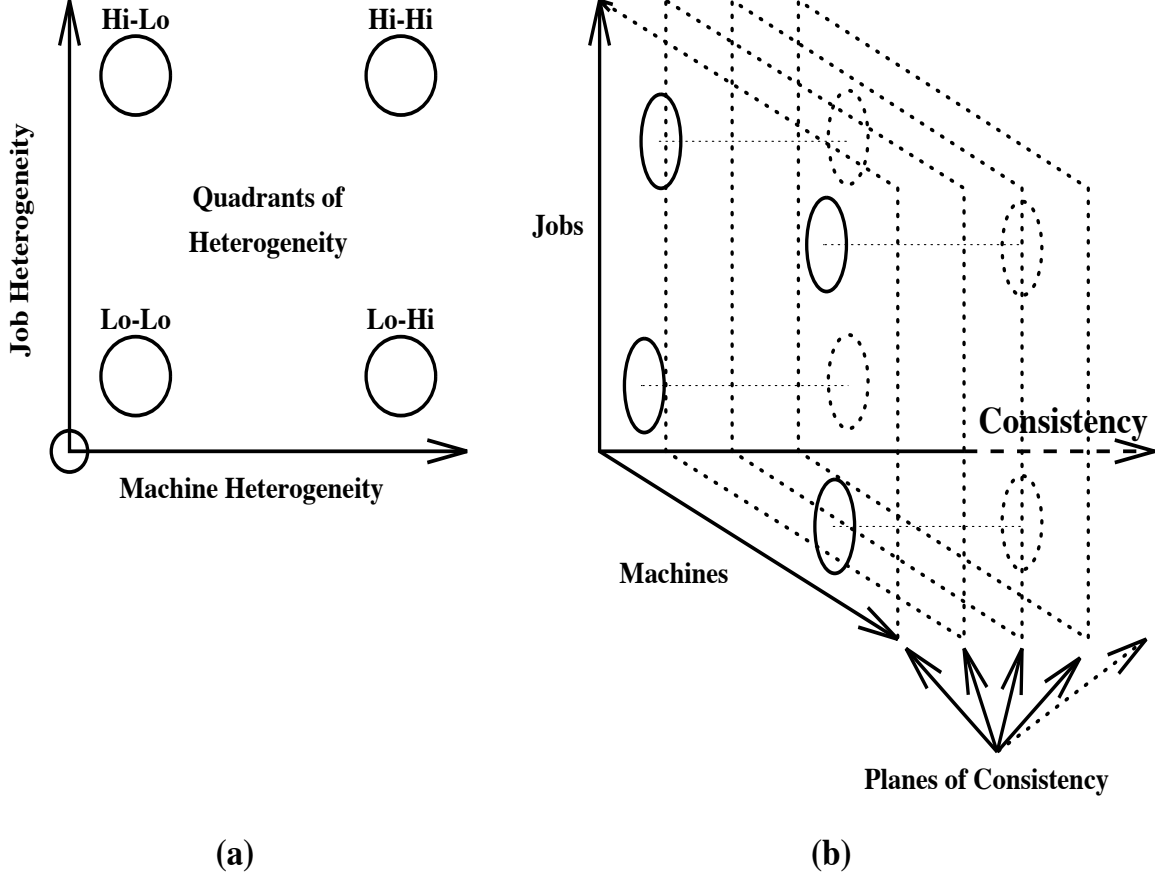 Hi-Lo
Hi-Hi
Job Heterogeneity
Quadrants of
Heterogeneity
Lo-Lo
Lo-Hi
Machine Heterogeneity
(a)
Jobs
Consistency
Machines
Planes of Consistency
(b)